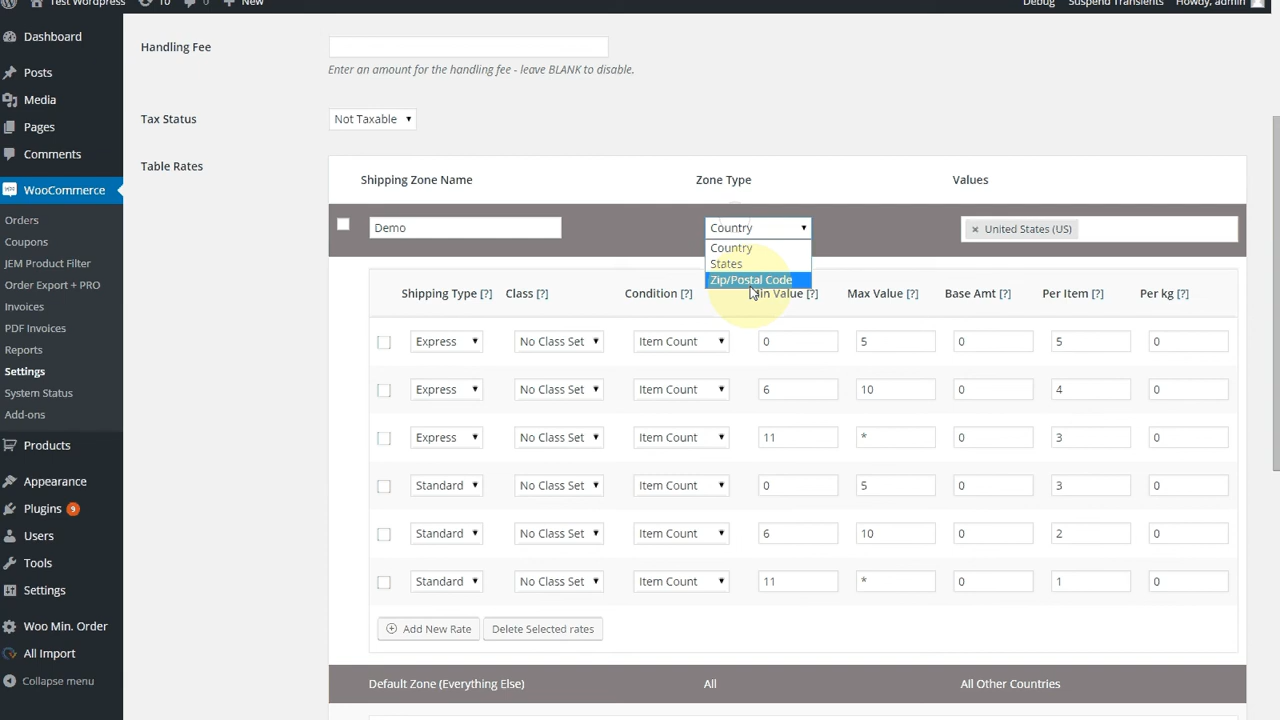 Test Wordpress 10 0 New Debug Suspend Transients Howdy, admin
Dashboard
Posts
Media
Pages
Comments
WooCommerce
Orders
Coupons
JEM Product Filter
Order Export + PRO
Invoices
PDF Invoices
Reports
Settings
System Status
Add-ons
Products
Appearance
Plugins 9
Users
Tools
Settings
Woo Min. Order
All Import
Collapse menu
Handling Fee
Enter an amount for the handling fee - leave BLANK to disable.
Tax Status Not Taxable
Table Rates
Shipping Zone Name Zone Type Values
Demo Country × United States (US)
Country
States
Zip/Postal Code
Shipping Type [?] Class [?] Condition [?] Min Value [?] Max Value [?] Base Amt [?] Per Item [?] Per kg [?]
Express No Class Set Item Count 0 5 0 5 0
Express No Class Set Item Count 6 10 0 4 0
Express No Class Set Item Count 11 * 0 3 0
Standard No Class Set Item Count 0 5 0 3 0
Standard No Class Set Item Count 6 10 0 2 0
Standard No Class Set Item Count 11 * 0 1 0
Add New Rate Delete Selected rates
Default Zone (Everything Else) All All Other Countries